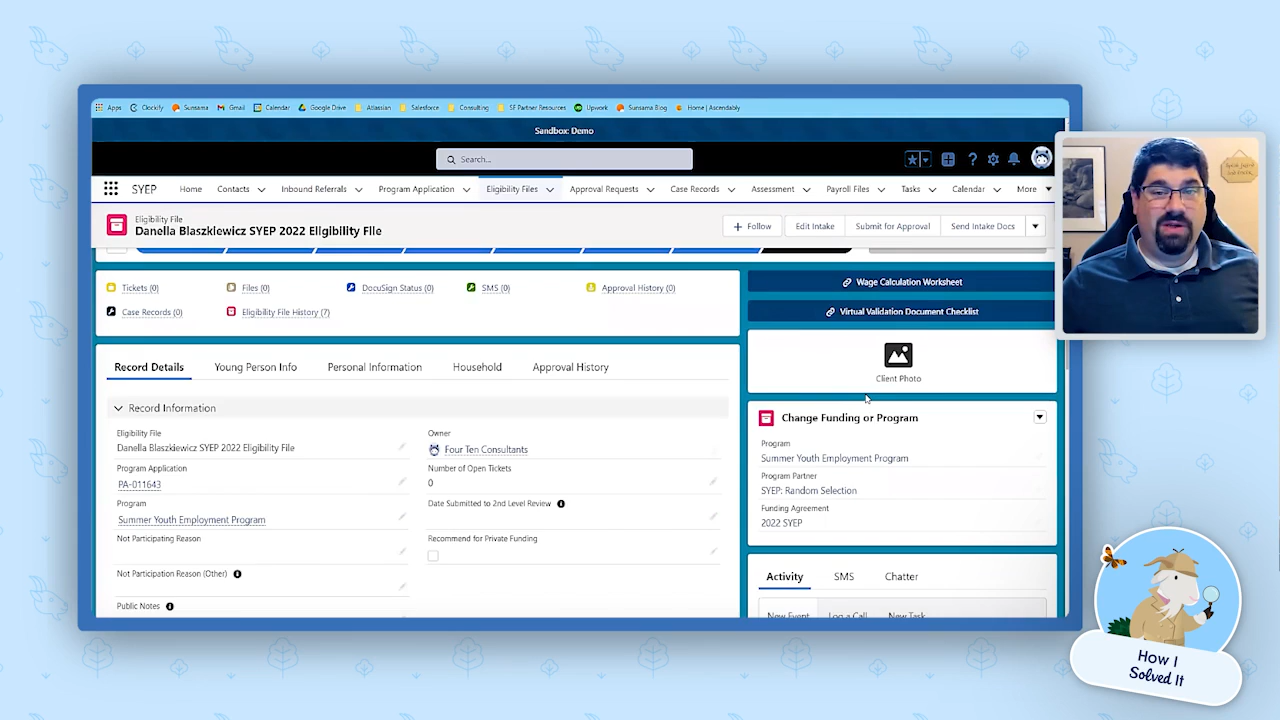 Apps Clockify Sunsama Gmail Calendar Google Drive Atlassian Salesforce Consulting SF Partner Resources Upwork Sunsama Blog Home | Ascendably
Sandbox: Demo
Search...
SYEP Home Contacts Inbound Referrals Program Application Eligibility Files Approval Requests Case Records Assessment Payroll Files Tasks Calendar More
Eligibility File
Danella Blaszkiewicz SYEP 2022 Eligibility File
Follow Edit Intake Submit for Approval Send Intake Docs
Tickets (0) Files (0) DocuSign Status (0) SMS (0) Approval History (0)
Case Records (0) Eligibility File History (7)
Wage Calculation Worksheet
Virtual Validation Document Checklist
Client Photo
Record Details Young Person Info Personal Information Household Approval History
Record Information
Eligibility File
Danella Blaszkiewicz SYEP 2022 Eligibility File
Owner
Four Ten Consultants
Program Application
PA-011643
Number of Open Tickets
0
Program
Summer Youth Employment Program
Date Submitted to 2nd Level Review
Not Participating Reason
Recommend for Private Funding
Not Participation Reason (Other)
Public Notes
Change Funding or Program
Program
Summer Youth Employment Program
Program Partner
SYEP: Random Selection
Funding Agreement
2022 SYEP
Activity SMS Chatter
New Event Log a Call New Task
How I
Solved It